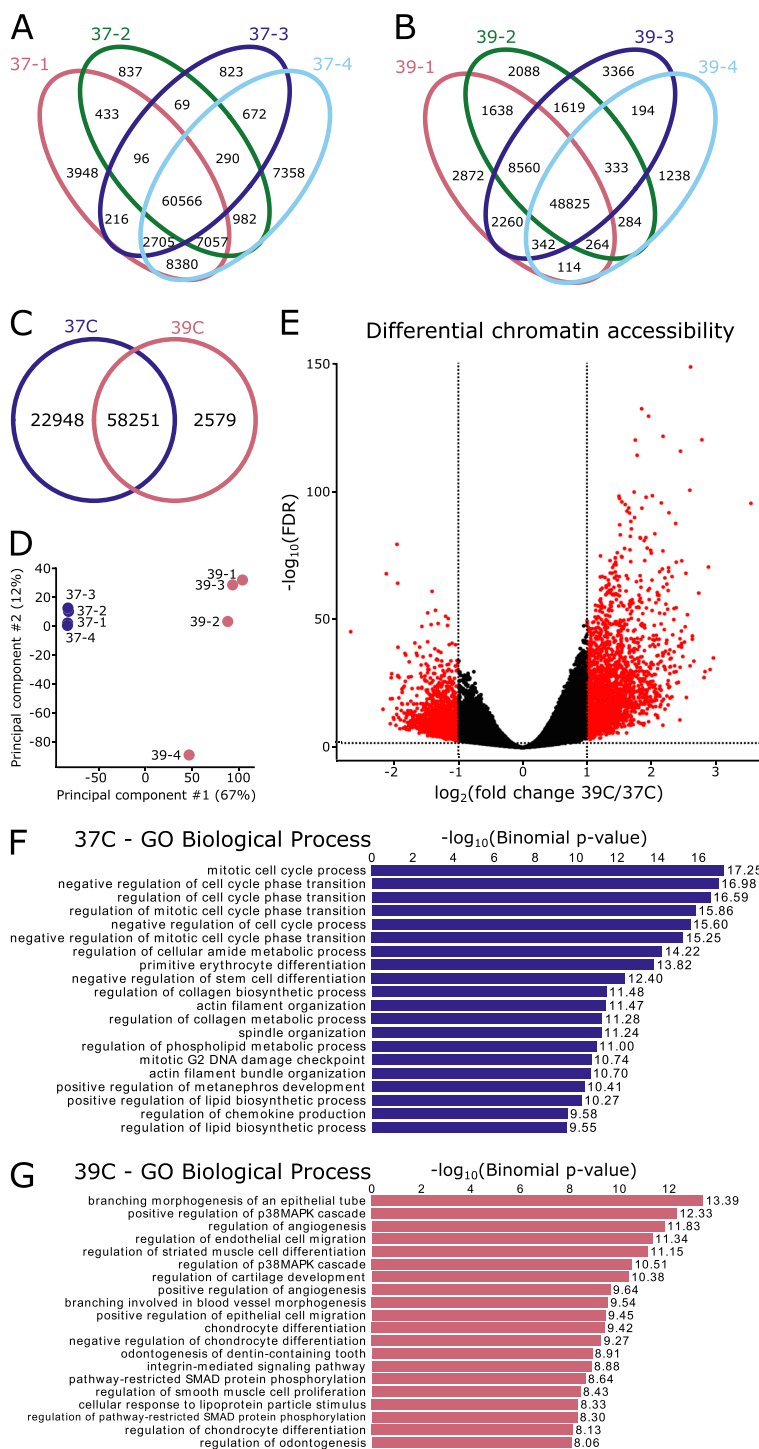 A
37-1
37-2
37-3
37-4
837
823
433
69
672
3948
96
290
7358
60566
216
982
2705
7057
8380
B
39-1
39-2
39-3
39-4
2088
3366
1638
1619
194
2872
8560
333
1238
48825
2260
284
342
264
114
C
37C
39C
22948
58251
2579
D
Principal component #2 (12%)
40
20
0
-20
-40
-60
-80
37-3
37-2
37-1
37-4
39-1
39-3
39-2
39-4
-50
0
50
100
Principal component #1 (67%)
E
Differential chromatin accessibility
-log10(FDR)
150
100
50
0
-2
-1
0
1
2
3
log2(fold change 39C/37C)
F
37C - GO Biological Process
-log10(Binomial p-value)
0 2 4 6 8 10 12 14 16
mitotic cell cycle process 17.25
negative regulation of cell cycle phase transition 16.98
regulation of cell cycle phase transition 16.59
regulation of mitotic cell cycle phase transition 15.86
negative regulation of cell cycle process 15.60
negative regulation of mitotic cell cycle phase transition 15.25
regulation of cellular amide metabolic process 14.22
primitive erythrocyte differentiation 13.82
negative regulation of stem cell differentiation 12.40
regulation of collagen biosynthetic process 11.48
actin filament organization 11.47
regulation of collagen metabolic process 11.28
spindle organization 11.24
regulation of phospholipid metabolic process 11.00
mitotic G2 DNA damage checkpoint 10.74
actin filament bundle organization 10.70
positive regulation of metanephros development 10.41
positive regulation of lipid biosynthetic process 10.27
regulation of chemokine production 9.58
regulation of lipid biosynthetic process 9.55
G
39C - GO Biological Process
-log10(Binomial p-value)
0 2 4 6 8 10 12
branching morphogenesis of an epithelial tube 13.39
positive regulation of p38MAPK cascade 12.33
regulation of angiogenesis 11.83
regulation of endothelial cell migration 11.34
regulation of striated muscle cell differentiation 11.15
regulation of p38MAPK cascade 10.51
regulation of cartilage development 10.38
positive regulation of angiogenesis 9.64
branching involved in blood vessel morphogenesis 9.54
positive regulation of epithelial cell migration 9.45
chondrocyte differentiation 9.42
negative regulation of chondrocyte differentiation 9.27
odontogenesis of dentin-containing tooth 8.91
integrin-mediated signaling pathway 8.88
pathway-restricted SMAD protein phosphorylation 8.64
regulation of smooth muscle cell proliferation 8.43
cellular response to lipoprotein particle stimulus 8.33
regulation of pathway-restricted SMAD protein phosphorylation 8.30
regulation of chondrocyte differentiation 8.13
regulation of odontogenesis 8.06